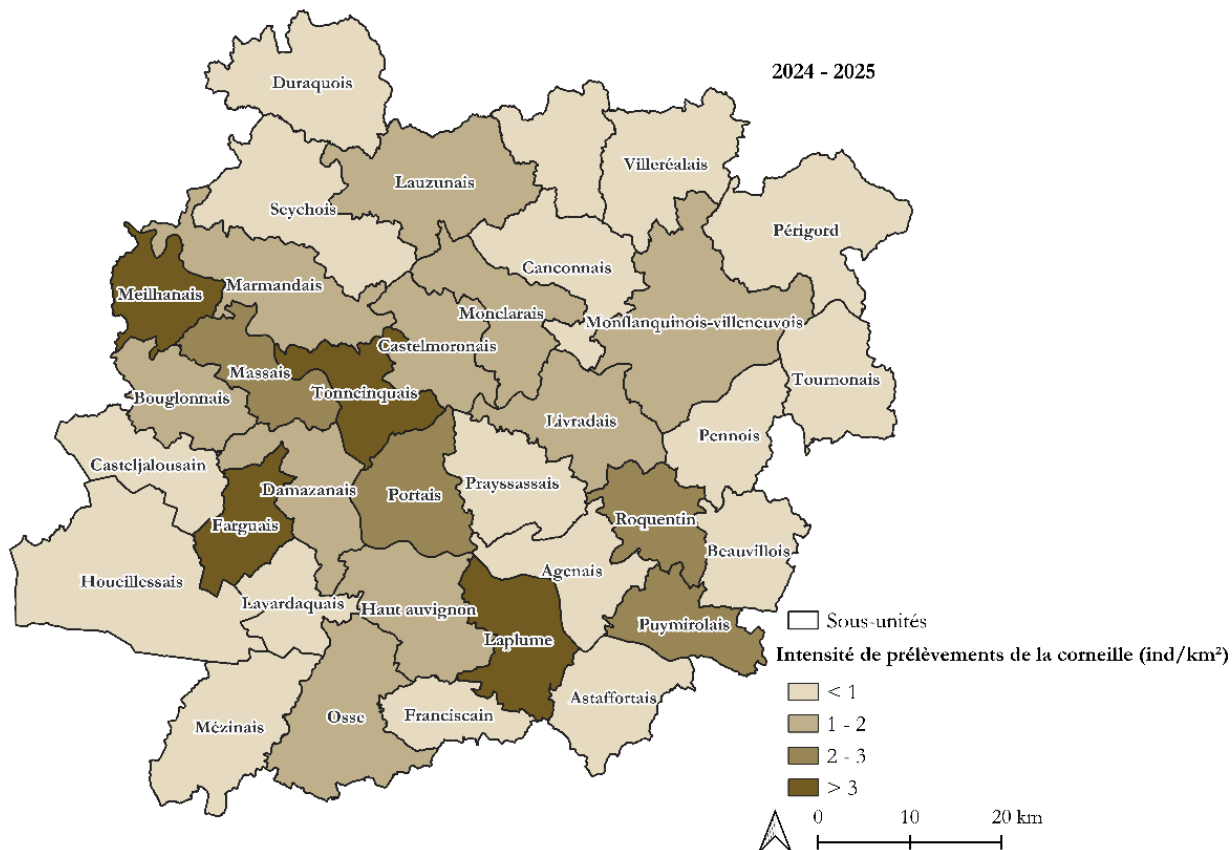 Duraquois
2024 - 2025
Villeréalais
Lauzunais
Seychois
Périgord
Canconnais
Marmandais
Meilhanais
Monclarais
Monflanquinois-villeneuvois
Castelmoronais
Massais
Tonneinquais
Tournonais
Bouglonnais
Livradais
Pennois
Casteljalousain
Damazanais
Portais
Prayssassais
Roquentin
Farguais
Beauvillois
Houeillessais
Agenais
Layardaquais
Haut auvignon
Laplume
Puymirolais
Sous-unités
Intensité de prélèvements de la corneille (ind/km²)
Astaffortais
Mézinais
Osse
Franciscain
< 1
1 - 2
2 - 3
> 3
0 10 20 km